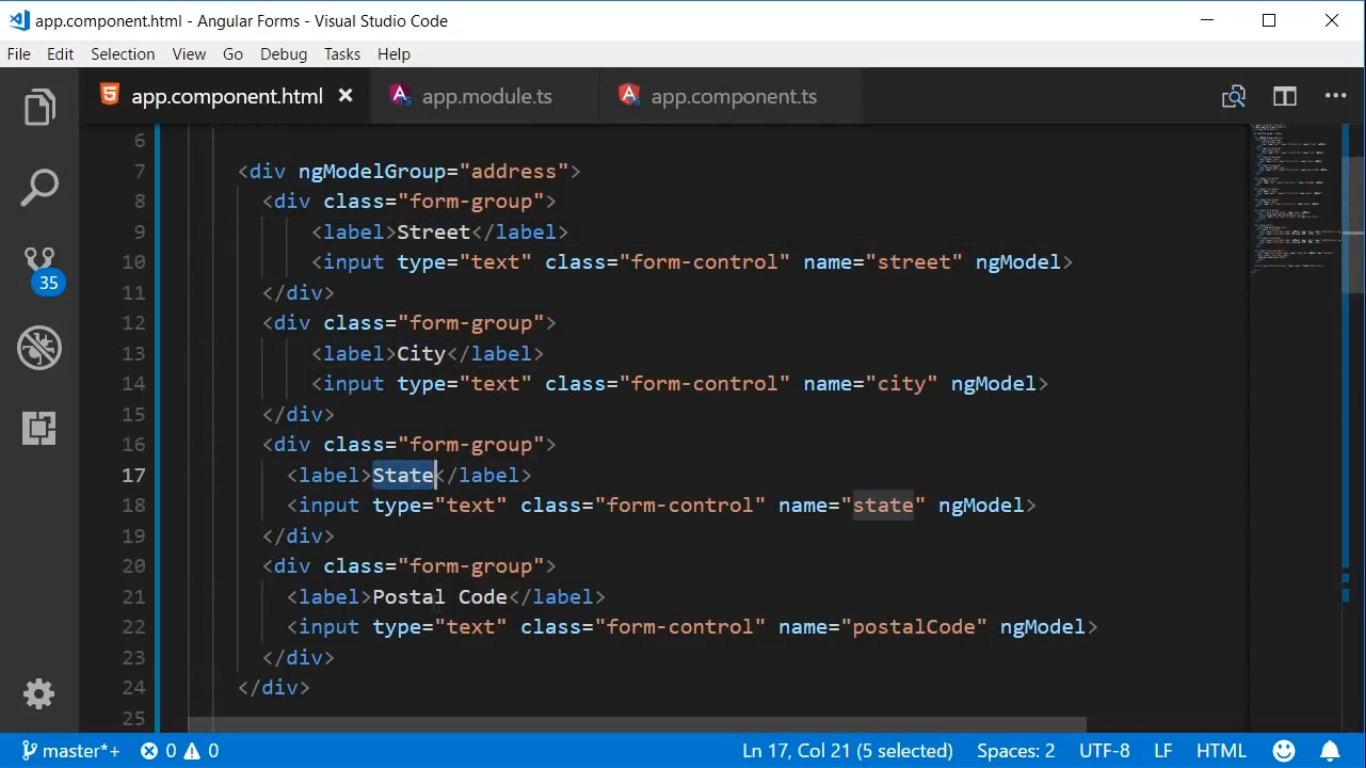 app.component.html - Angular Forms - Visual Studio Code
File Edit Selection View Go Debug Tasks Help
app.component.html app.module.ts app.component.ts
6
7 <div ngModelGroup="address">
8 <div class="form-group">
9 <label>Street</label>
10 <input type="text" class="form-control" name="street" ngModel>
11 </div>
12 <div class="form-group">
13 <label>City</label>
14 <input type="text" class="form-control" name="city" ngModel>
15 </div>
16 <div class="form-group">
17 <label>State</label>
18 <input type="text" class="form-control" name="state" ngModel>
19 </div>
20 <div class="form-group">
21 <label>Postal Code</label>
22 <input type="text" class="form-control" name="postalCode" ngModel>
23 </div>
24 </div>
25
35
master*+ 0 0 Ln 17, Col 21 (5 selected) Spaces: 2 UTF-8 LF HTML